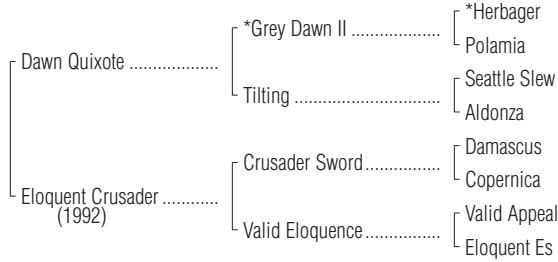 *Herbager
*Grey Dawn II ..................
Polamia
Dawn Quixote ..................
Seattle Slew
Tilting .............................
Aldonza
Damascus
Crusader Sword...............
Copernica
Eloquent Crusader ...........
(1992)
Valid Appeal
Valid Eloquence...............
Eloquent Es